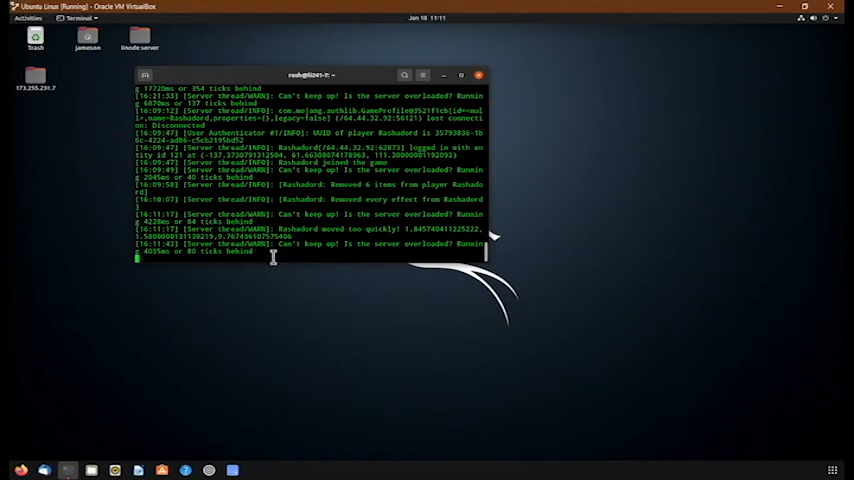 Ubuntu Linux [Running] - Oracle VM VirtualBox
Activities
Terminal
Jan 18 11:11
Trash
jameson
linode server
173.255.231.7
rash@li241-7: ~
g 17720ms or 354 ticks behind
[16:21:33] [Server thread/WARN]: Can't keep up! Is the server overloaded? Runnin
g 6870ms or 137 ticks behind
[16:09:12] [Server thread/INFO]: com.mojang.authlib.GameProfile@3521f1cb[id=<nul
l>,name=Rashadord,properties={},legacy=false] (/64.44.32.92:56121) lost connecti
on: Disconnected
[16:09:47] [User Authenticator #1/INFO]: UUID of player Rashadord is 35793836-1b
6c-4224-ad86-c5cb2195bd52
[16:09:47] [Server thread/INFO]: Rashadord[/64.44.32.92:62873] logged in with en
tity id 121 at (-137.3730791312504, 61.66308074178963, 111.30000001192093)
[16:09:47] [Server thread/INFO]: Rashadord joined the game
[16:09:49] [Server thread/WARN]: Can't keep up! Is the server overloaded? Runnin
g 2045ms or 40 ticks behind
[16:09:58] [Server thread/INFO]: [Rashadord: Removed 6 items from player Rashado
rd]
[16:10:07] [Server thread/INFO]: [Rashadord: Removed every effect from Rashadord
]
[16:11:17] [Server thread/WARN]: Can't keep up! Is the server overloaded? Runnin
g 4228ms or 84 ticks behind
[16:11:17] [Server thread/WARN]: Rashadord moved too quickly! 1.845740411225222,
1.5800000131130219,9.767436107575406
[16:11:43] [Server thread/WARN]: Can't keep up! Is the server overloaded? Runnin
g 4035ms or 80 ticks behind